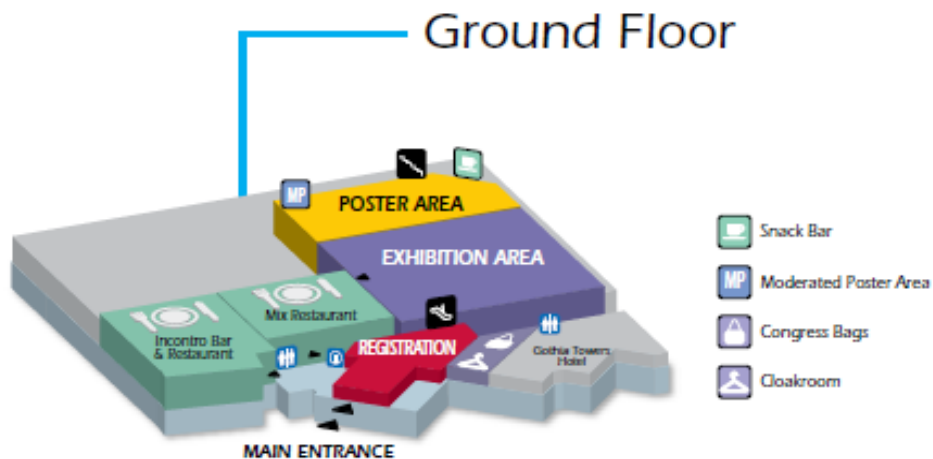 Ground Floor
MP
POSTER AREA
EXHIBITION AREA
Mix Restaurant
Incontro Bar
& Restaurant
REGISTRATION
Gothia Towers
Hotel
MAIN ENTRANCE
Snack Bar
MP
Moderated Poster Area
Congress Bags
Cloakroom